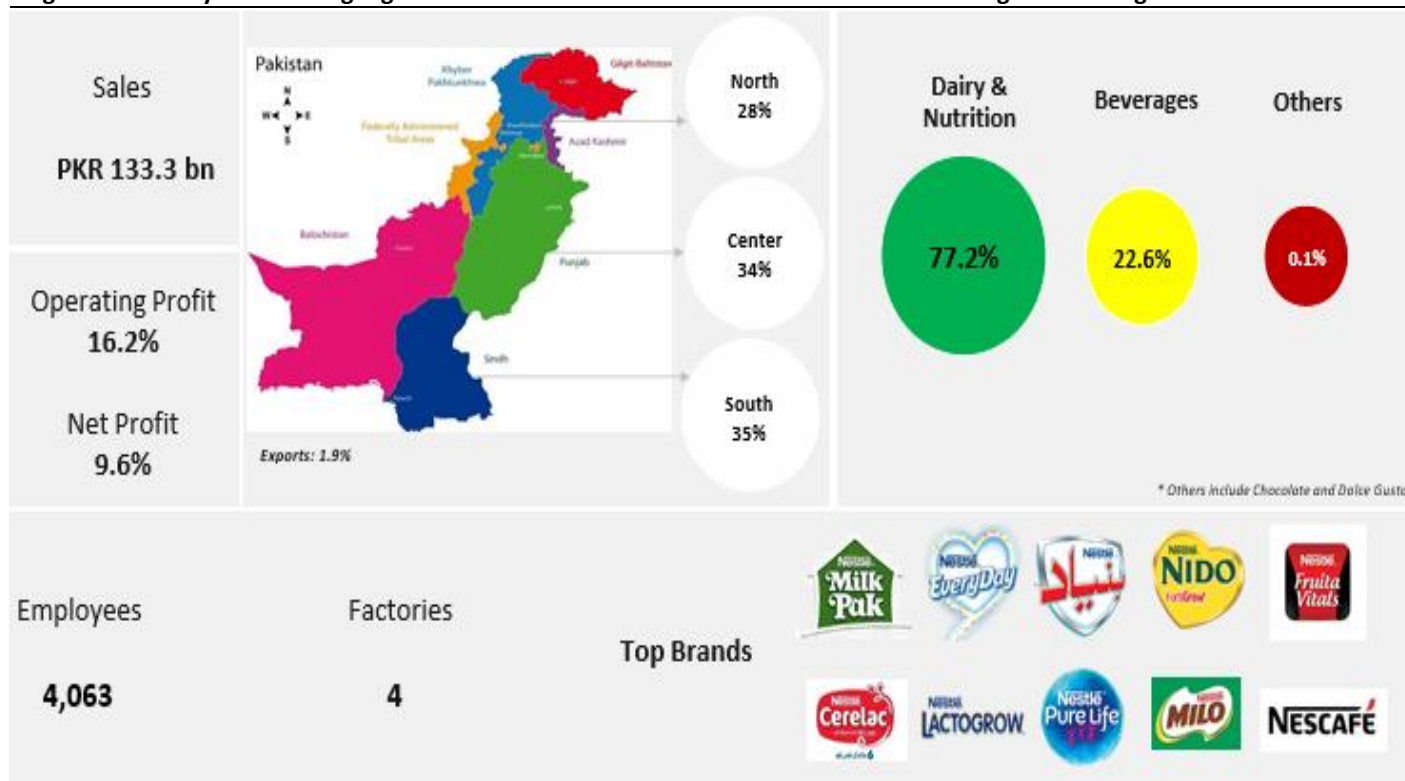 Sales
PKR 133.3 bn
Operating Profit
16.2%
Net Profit
9.6%
Pakistan
N
W E
S
Khyber
Pakhtunkhwa
Gilgit-Baltistan
Federally Administered
Tribal Areas
Azad Kashmir
Balochistan
Punjab
Sindh
Exports: 1.9%
North
28%
Center
34%
South
35%
Dairy &
Nutrition
Beverages
Others
77.2%
22.6%
0.1%
* Others include Chocolate and Dolce Gusto
Employees
4,063
Factories
4
Top Brands
Nestlé
Milk
Pak
Nestlé
EveryDay
Nestlé
بنیاد
Nestlé
NIDO
FortiGrow
Nestlé
Fruita
Vitals
Nestlé
Cerelac
Nestlé
LACTOGROW
Nestlé
Pure Life
Nestlé
MILO
NESCAFÉ